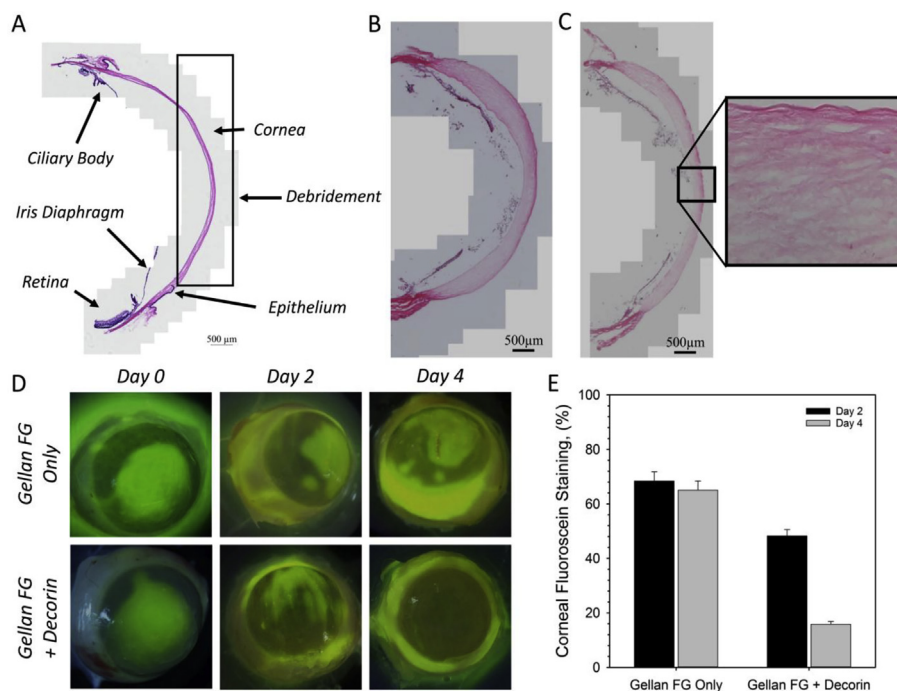 A
B
C
Ciliary Body
Cornea
Debridement
Iris Diaphragm
Retina
Epithelium
500 µm
500µm
500µm
D
Day 0
Day 2
Day 4
Gellan FG
Only
Gellan FG
+ Decorin
E
Corneal Fluoroscein Staining, (%)
100
80
60
40
20
0
Day 2
Day 4
Gellan FG Only
Gellan FG + Decorin